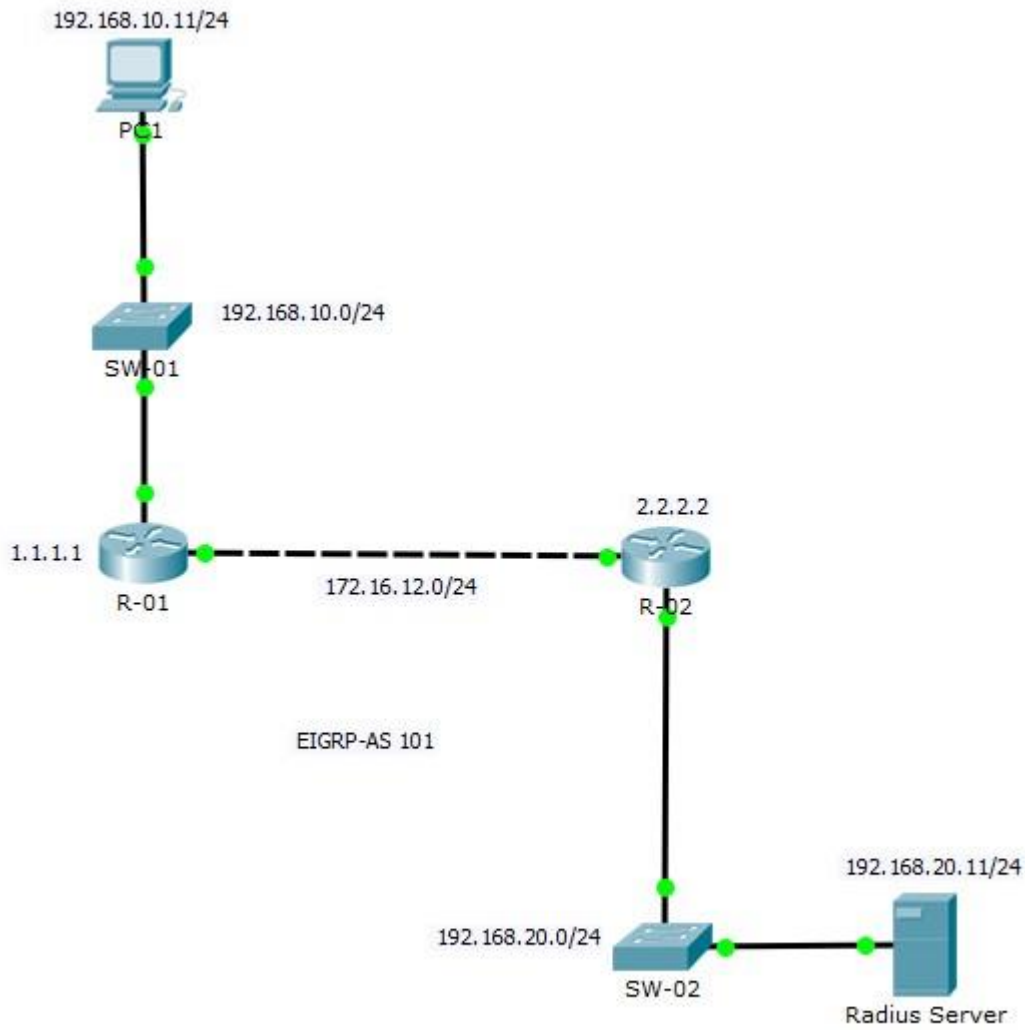 192.168.10.11/24
PC1
192.168.10.0/24
SW-01
2.2.2.2
1.1.1.1
172.16.12.0/24
R-01
R-02
EIGRP-AS 101
192.168.20.11/24
192.168.20.0/24
SW-02
Radius Server